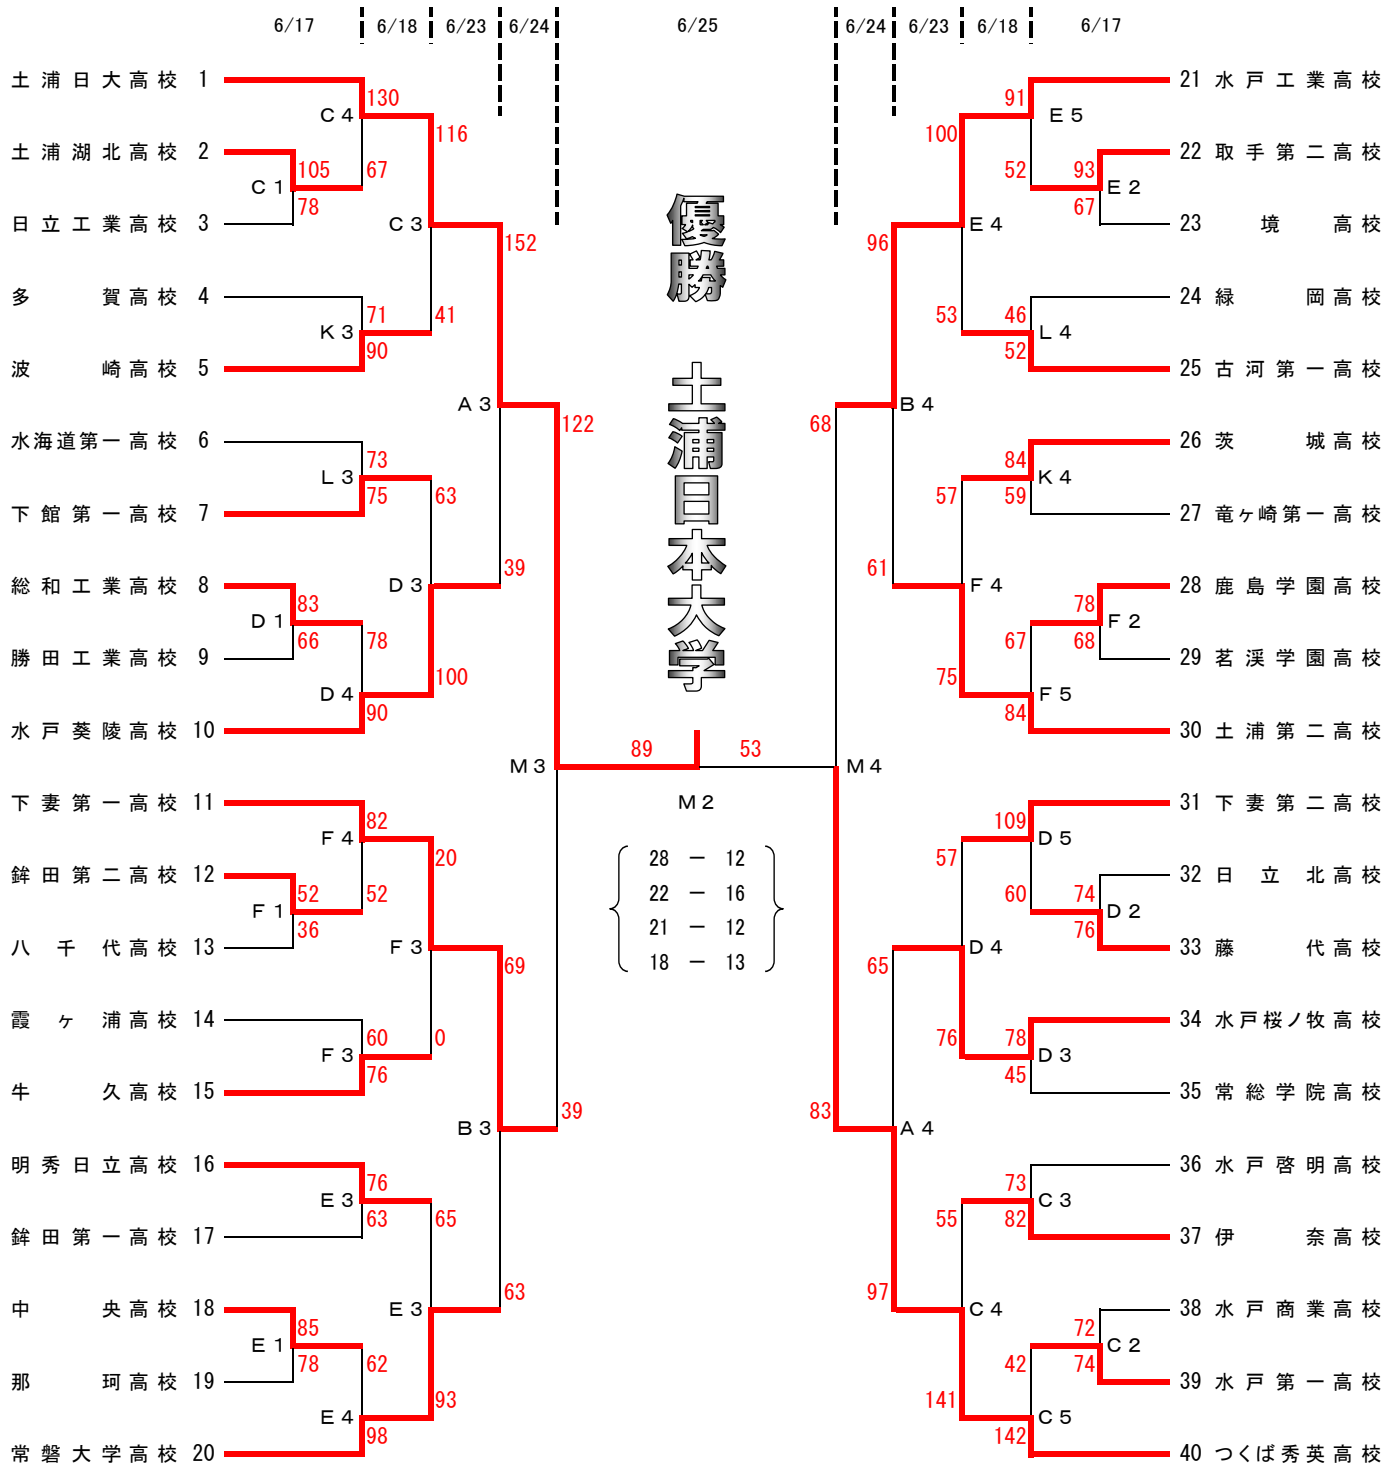 6/17 6/18 6/23 6/24 6/25 6/24 6/23 6/18 6/17
土浦日大高校 1
130
C4
116
土浦湖北高校 2
105
67
C1
78
日立工業高校 3
C3
152
多賀高校 4
71
41
K3
90
波崎高校 5
A3
122
水海道第一高校 6
73
L3
75
63
下館第一高校 7
39
総和工業高校 8
D3
83
D1
66
78
勝田工業高校 9
100
D4
90
水戸葵陵高校 10
M3
下妻第一高校 11
82
F4
20
鉾田第二高校 12
52
52
F1
36
八千代高校 13
F3
69
霞ヶ浦高校 14
60
0
F3
76
牛久高校 15
39
B3
明秀日立高校 16
76
E3
63
65
鉾田第一高校 17
63
中央高校 18
E3
85
E1
78
62
那珂高校 19
93
E4
98
常磐大学高校 20
優勝 土浦日本大学
89 53
M2
28 － 12
22 － 16
21 － 12
18 － 13
21 水戸工業高校
91
E5
100
22 取手第二高校
52
93
E2
67
23 境高校
E4
96
24 緑岡高校
53
46
L4
52
25 古河第一高校
B4
68
26 茨城高校
84
K4
57
59
27 竜ヶ崎第一高校
61
28 鹿島学園高校
F4
78
F2
67
68
29 茗渓学園高校
75
F5
84
30 土浦第二高校
M4
31 下妻第二高校
109
D5
57
32 日立北高校
60
74
D2
76
33 藤代高校
D4
65
34 水戸桜ノ牧高校
76
78
D3
45
35 常総学院高校
83
A4
36 水戸啓明高校
73
C3
55
82
37 伊奈高校
97
38 水戸商業高校
C4
72
C2
42
74
39 水戸第一高校
141
C5
142
40 つくば秀英高校